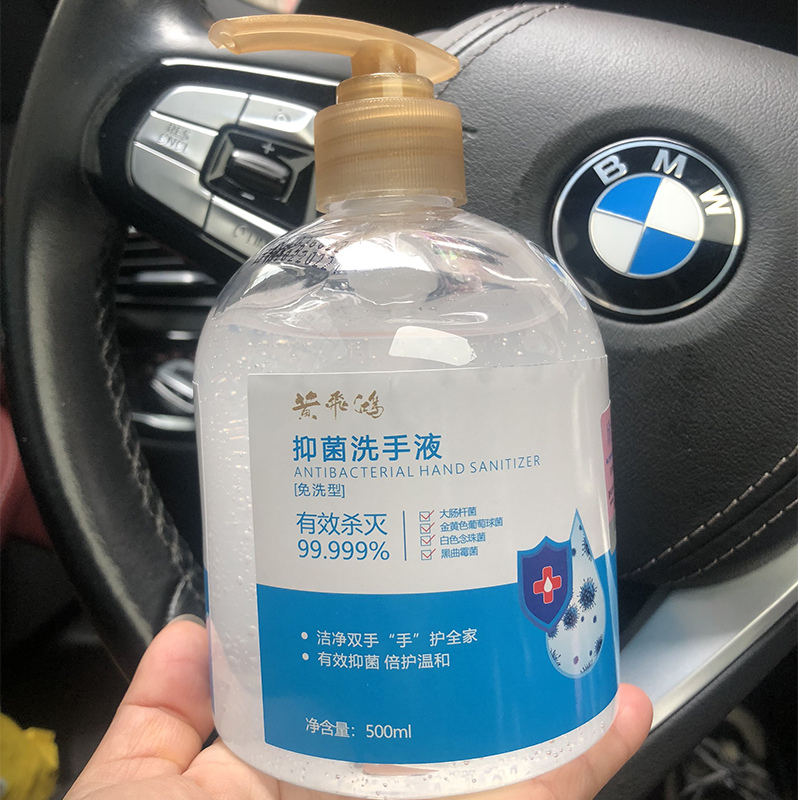 BMW
黄飛鴻
抑菌洗手液
ANTIBACTERIAL HAND SANITIZER
[免洗型]
有效杀灭
99.999%
大肠杆菌
金黄色葡萄球菌
白色念珠菌
黑曲霉菌
• 洁净双手 “手” 护全家
• 有效抑菌 倍护温和
净含量: 500ml